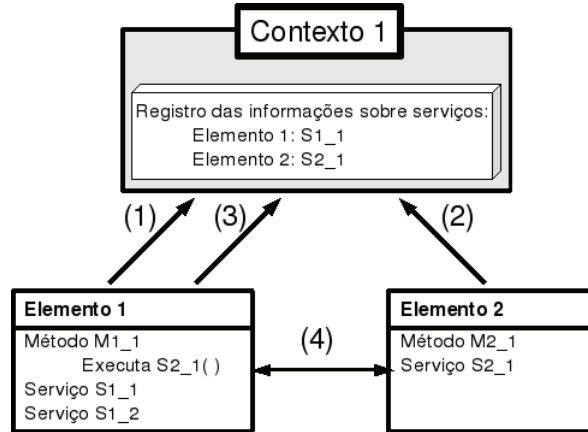 Contexto 1
Registro das informações sobre serviços:
Elemento 1: S1_1
Elemento 2: S2_1
(1)
(3)
(2)
Elemento 1
Método M1_1
Executa S2_1( )
Serviço S1_1
Serviço S1_2
(4)
Elemento 2
Método M2_1
Serviço S2_1